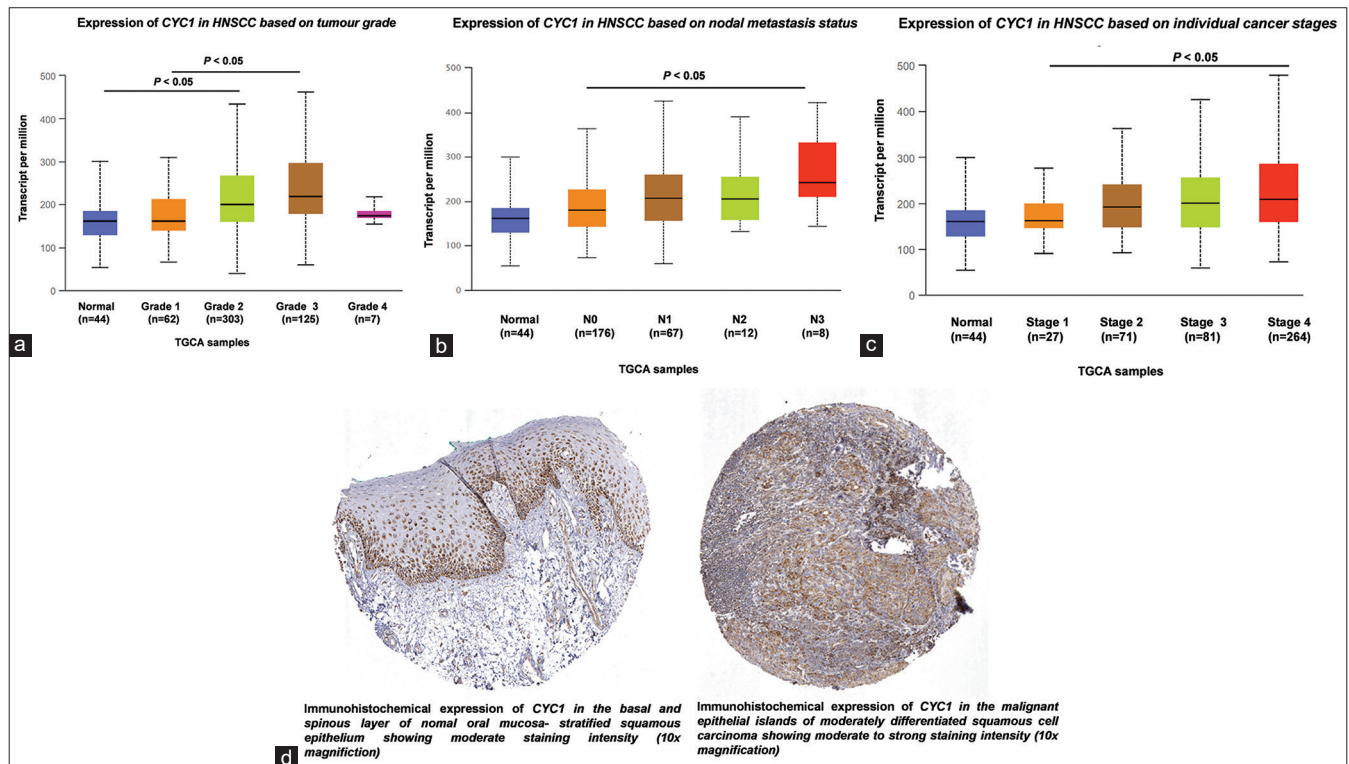 Expression of CYC1 in HNSCC based on tumour grade
P < 0.05
P < 0.05
500
400
300
200
100
0
Transcript per million
Normal Grade 1 Grade 2 Grade 3 Grade 4
(n=44) (n=62) (n=303) (n=125) (n=7)
TGCA samples
a
Expression of CYC1 in HNSCC based on nodal metastasis status
P < 0.05
500
400
300
200
100
0
Transcript per million
Normal N0 N1 N2 N3
(n=44) (n=176) (n=67) (n=12) (n=8)
TGCA samples
b
Expression of CYC1 in HNSCC based on individual cancer stages
P < 0.05
500
400
300
200
100
0
Transcript per million
Normal Stage 1 Stage 2 Stage 3 Stage 4
(n=44) (n=27) (n=71) (n=81) (n=264)
TGCA samples
c
Immunohistochemical expression of CYC1 in the basal and
spinous layer of nomal oral mucosa- stratified squamous
epithelium showing moderate staining intensity (10x
magnifiction)
Immunohistochemical expression of CYC1 in the malignant
epithelial islands of moderately differentiated squamous cell
carcinoma showing moderate to strong staining intensity (10x
magnification)
d